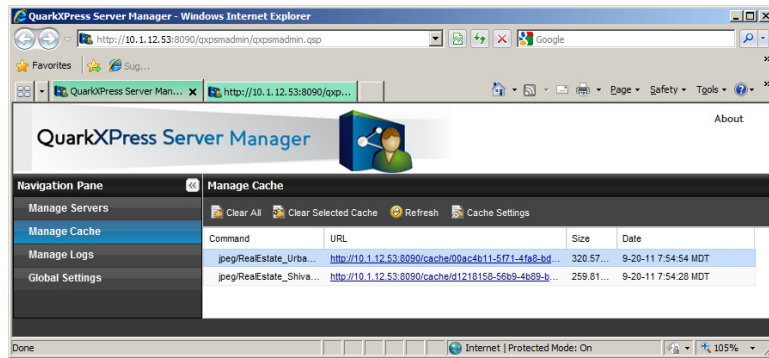 QuarkXPress Server Manager - Windows Internet Explorer
http://10.1.12.53:8090/qxpsmadmin/qxpsmadmin.qsp
Google
Favorites Sug...
QuarkXPress Server Man... http://10.1.12.53:8090/qxp... Page Safety Tools
About
QuarkXPress Server Manager
Navigation Pane Manage Cache
Manage Servers
Clear All Clear Selected Cache Refresh Cache Settings
Manage Cache
Command URL Size Date
jpeg/RealEstate_Urba... http://10.1.12.53:8090/cache/00ac4b11-5f71-4fa8-bd... 320.57... 9-20-11 7:54:54 MDT
Manage Logs
jpeg/RealEstate_Shiva... http://10.1.12.53:8090/cache/d1218158-56b9-4b89-b... 259.81... 9-20-11 7:54:28 MDT
Global Settings
Done Internet | Protected Mode: On 105%